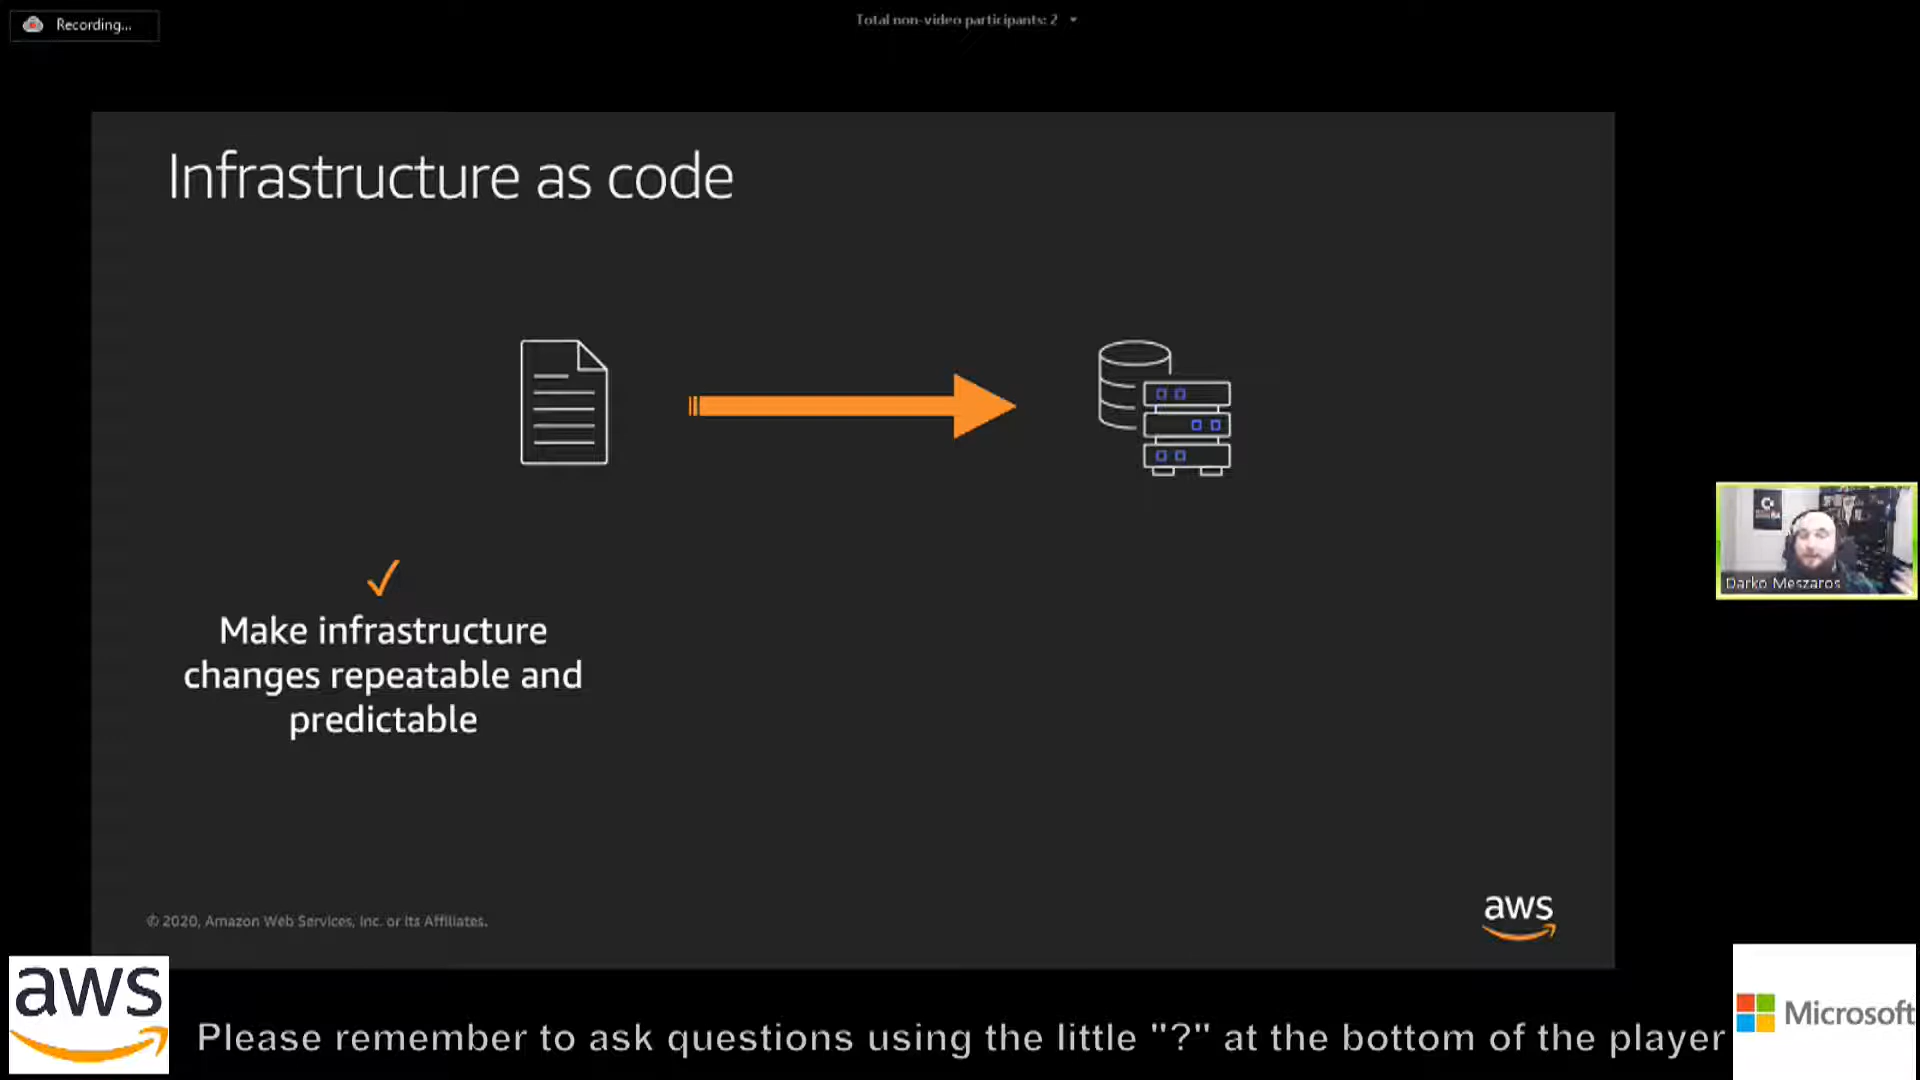 Recording...
Total non-video participants: 2
Infrastructure as code
✓
Make infrastructure
changes repeatable and
predictable
Darko Meszaros
© 2020, Amazon Web Services, Inc. or its Affiliates.
aws
aws
Please remember to ask questions using the little "?" at the bottom of the player
Microsoft